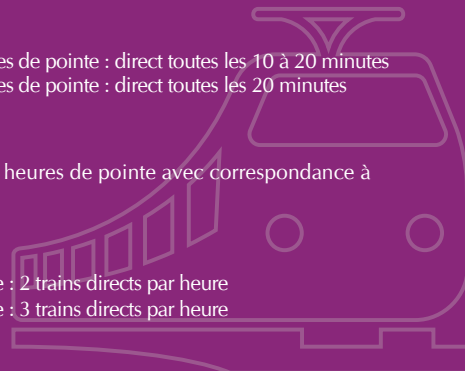 es de pointe : direct toutes les 10 à 20 minutes
es de pointe : direct toutes les 20 minutes
heures de pointe avec correspondance à
e : 2 trains directs par heure
e : 3 trains directs par heure